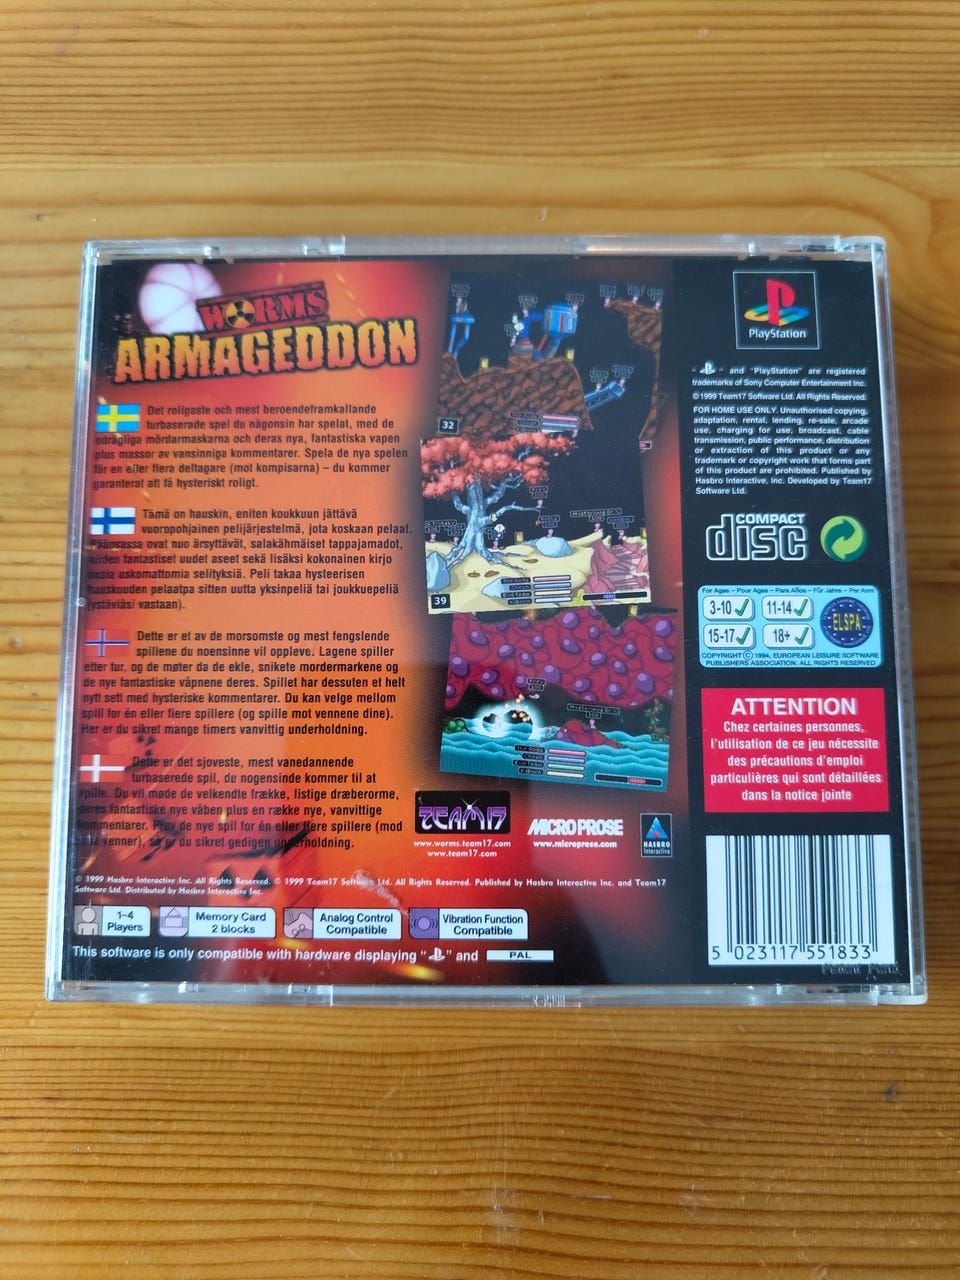 WORMS
ARMAGEDDON
Det roligaste och mest beroendeframkallande
turbaserade spel du någonsin har spelat, med de
odrägliga mördarmaskarna och deras nya, fantastiska vapen
plus massor av vansinniga kommentarer. Spela de nya spelen
för en eller flera deltagare (mot kompisarna) – du kommer
garanterat att få hysteriskt roligt.
Tämä on hauskin, eniten koukkuun jättävä
vuoropohjainen pelijärjestelmä, jota koskaan pelaat.
Pääosassa ovat nuo ärsyttävät, salakähmäiset tappajamadot,
niiden fantastiset uudet aseet sekä lisäksi kokonainen kirjo
uusia uskomattomia selityksiä. Peli takaa hysteerisen
hauskuuden pelaatpa sitten uutta yksinpeliä tai joukkuepeliä
(ystäviäsi vastaan).
Dette er et av de morsomste og mest fengslende
spillene du noensinne vil oppleve. Lagene spiller
etter tur, og de møter da de ekle, snikete mordermarkene og
de nye fantastiske våpnene deres. Spillet har dessuten et helt
nytt sett med hysteriske kommentarer. Du kan velge mellom
spill for én eller flere spillere (og spille mot vennene dine).
Her er du sikret mange timers vanvittig underholdning.
Dette er det sjoveste, mest vanedannende
turbaserede spil, du nogensinde kommer til at
spille. Du vil møde de velkendte frække, listige dræberorme,
deres fantastiske nye våben plus en række nye, vanvittige
kommentarer. Prøv de nye spil for én eller flere spillere (mod
venner), så er du sikret gedigen underholdning.
32
39
TEAM17
www.worms.team17.com
www.team17.com
MICROPROSE
www.microprose.com
HASBRO
Interactive
© 1999 Hasbro Interactive Inc. All Rights Reserved. © 1999 Team17 Software Ltd. All Rights Reserved. Published by Hasbro Interactive Inc. and Team17
Software Ltd. Distributed by Hasbro Interactive Inc.
1–4
Players
Memory Card
2 blocks
Analog Control
Compatible
Vibration Function
Compatible
This software is only compatible with hardware displaying " " and PAL
PlayStation
" " and "PlayStation" are registered
trademarks of Sony Computer Entertainment Inc.
©1999 Team17 Software Ltd. All Rights Reserved.
FOR HOME USE ONLY. Unauthorised copying,
adaptation, rental, lending, re-sale, arcade
use, charging for use, broadcast, cable
transmission, public performance, distribution
or extraction of this product or any
trademark or copyright work that forms part
of this product are prohibited. Published by
Hasbro Interactive, Inc. Developed by Team17
Software Ltd.
COMPACT
disc
For Ages – Pour Ages – Para Años – Für Jahre – Per Anni
3-10 11-14
15-17 18+
ELSPA
COPYRIGHT © 1994, EUROPEAN LEISURE SOFTWARE
PUBLISHERS ASSOCIATION. ALL RIGHTS RESERVED
ATTENTION
Chez certaines personnes,
l'utilisation de ce jeu nécessite
des précautions d'emploi
particulières qui sont détaillées
dans la notice jointe
5 023117 551833